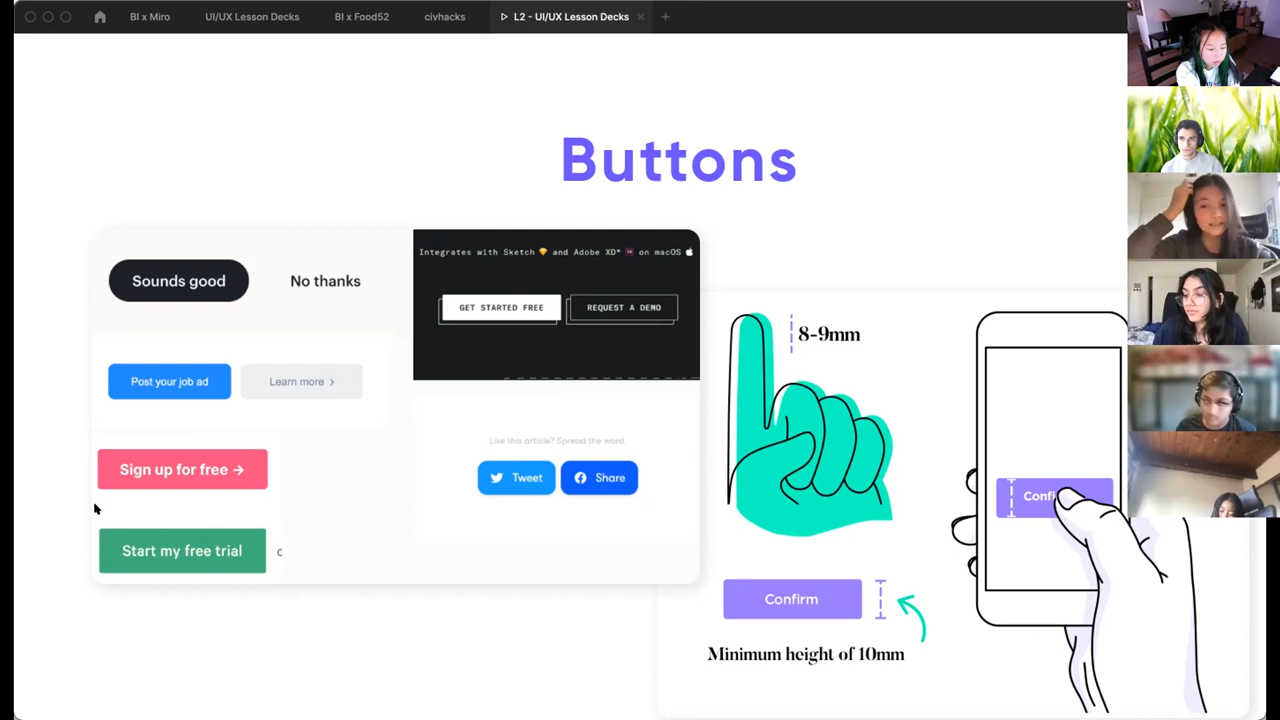 BI x Miro
UI/UX Lesson Decks
BI x Food52
civhacks
L2 - UI/UX Lesson Decks
Buttons
Sounds good
No thanks
Post your job ad
Learn more >
Sign up for free →
Start my free trial
Integrates with Sketch and Adobe XD* on macOS
GET STARTED FREE
REQUEST A DEMO
Like this article? Spread the word.
Tweet
Share
8-9mm
Confirm
Minimum height of 10mm
Confi